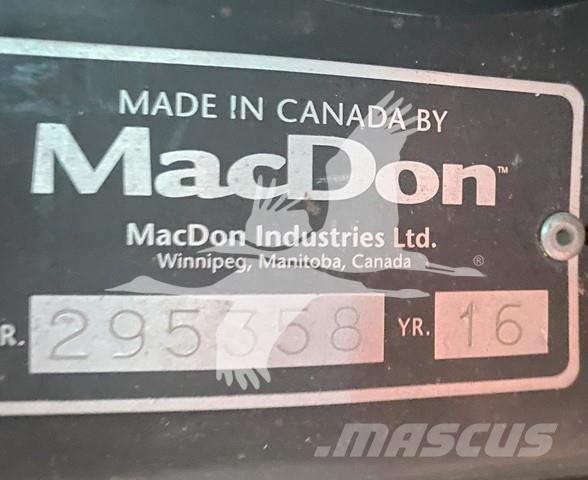 MADE IN CANADA BY
MacDon™
MacDon Industries Ltd.
Winnipeg, Manitoba, Canada
®
R. 295358 YR. 16
MASCUS